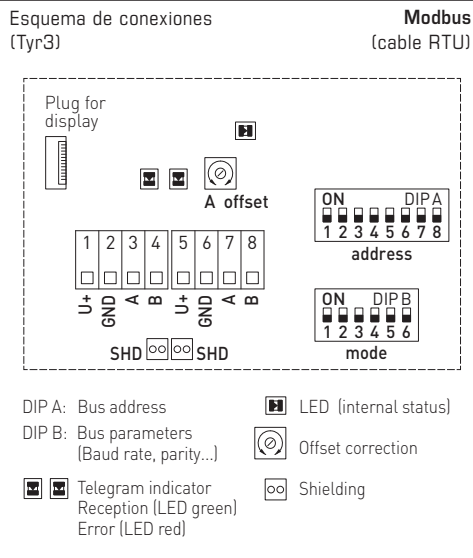 Esquema de conexiones
(Tyr3)
Modbus
(cable RTU)
Plug for
display
A offset
ON DIP A
1 2 3 4 5 6 7 8
address
1 2 3 4 5 6 7 8
U+ GND A B U+ GND A B
ON DIP B
1 2 3 4 5 6
mode
SHD SHD
DIP A: Bus address
DIP B: Bus parameters
(Baud rate, parity...)
Telegram indicator
Reception (LED green)
Error (LED red)
LED (internal status)
Offset correction
Shielding